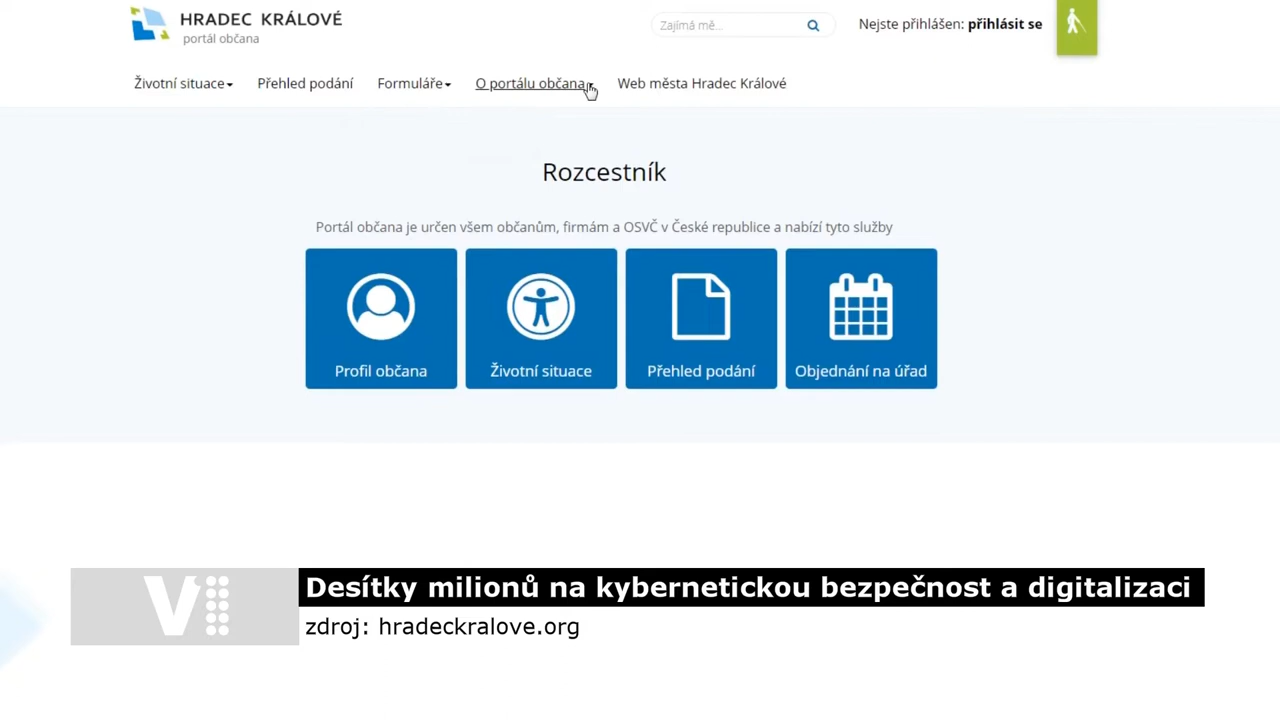 HRADEC KRÁLOVÉ
portál občana
Zajímá mě...
Nejste přihlášen: přihlásit se
Životní situace
Přehled podání
Formuláře
O portálu občana
Web města Hradec Králové
Rozcestník
Portál občana je určen všem občanům, firmám a OSVČ v České republice a nabízí tyto služby
Profil občana
Životní situace
Přehled podání
Objednání na úřad
Vi
Desítky milionů na kybernetickou bezpečnost a digitalizaci
zdroj: hradeckralove.org